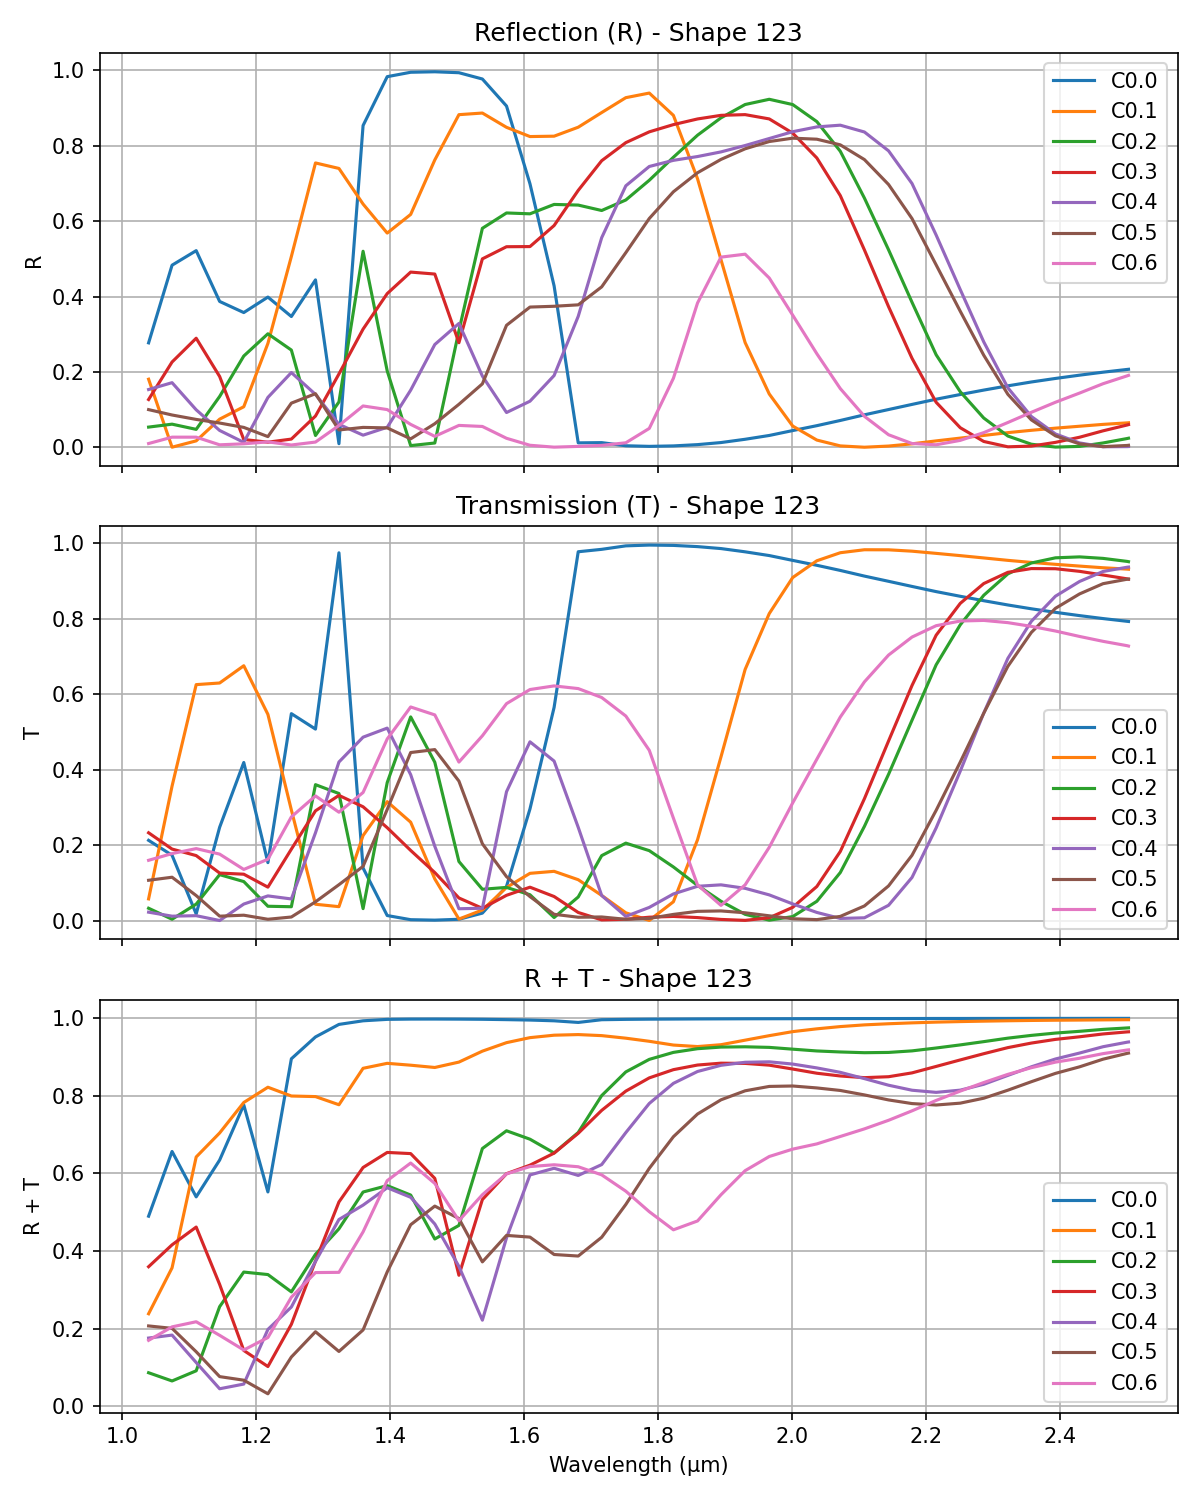 Reflection (R) - Shape 123
1.0
0.8
0.6
0.4
0.2
0.0
R
C0.0
C0.1
C0.2
C0.3
C0.4
C0.5
C0.6
Transmission (T) - Shape 123
1.0
0.8
0.6
0.4
0.2
0.0
T
C0.0
C0.1
C0.2
C0.3
C0.4
C0.5
C0.6
R + T - Shape 123
1.0
0.8
0.6
0.4
0.2
0.0
R + T
C0.0
C0.1
C0.2
C0.3
C0.4
C0.5
C0.6
1.0 1.2 1.4 1.6 1.8 2.0 2.2 2.4
Wavelength (μm)